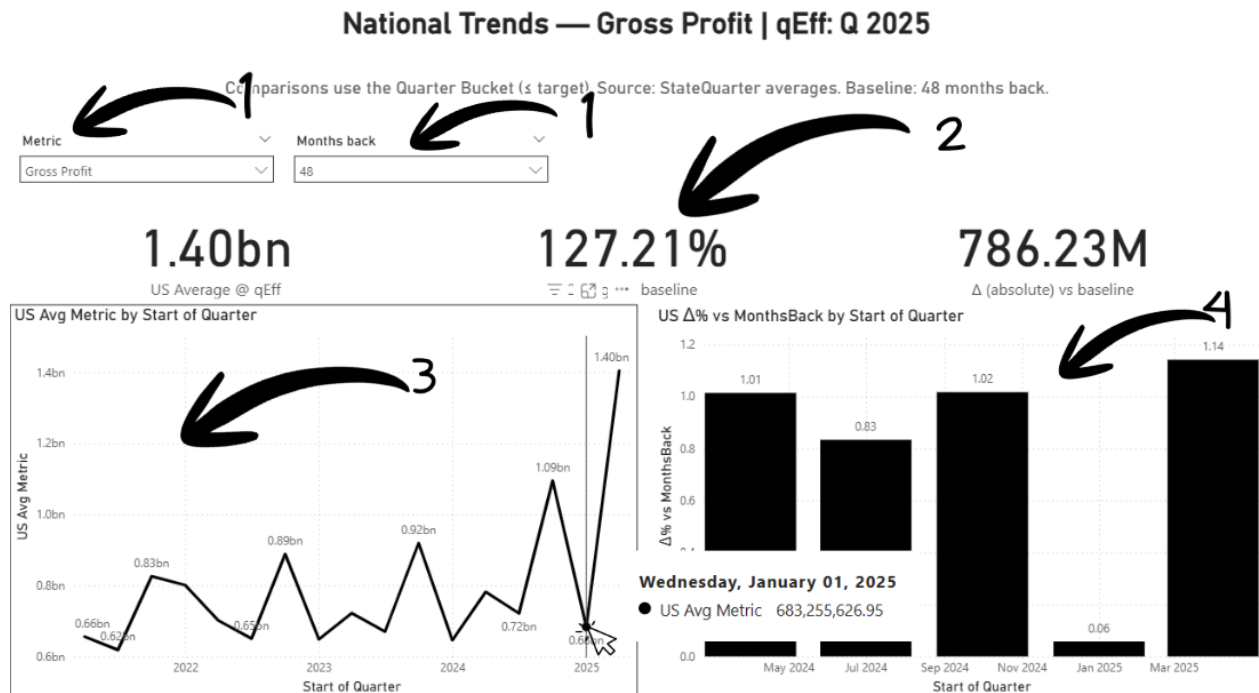 National Trends — Gross Profit | qEff: Q 2025
Comparisons use the Quarter Bucket (≤ target). Source: StateQuarter averages. Baseline: 48 months back.
1
1
2
Metric
Months back
Gross Profit
48
1.40bn
127.21%
786.23M
US Average @ qEff
baseline
Δ (absolute) vs baseline
US Avg Metric by Start of Quarter
3
1.4bn
1.2bn
1.0bn
0.8bn
0.6bn
US Avg Metric
0.66bn
0.83bn
0.89bn
0.65bn
0.92bn
0.72bn
1.09bn
1.40bn
2022
2023
2024
2025
Start of Quarter
US Δ% vs MonthsBack by Start of Quarter
4
1.2
1.0
0.8
0.6
0.0
Δ% vs MonthsBack
1.01
0.83
1.02
0.06
1.14
Wednesday, January 01, 2025
US Avg Metric 683,255,626.95
May 2024
Jul 2024
Sep 2024
Nov 2024
Jan 2025
Mar 2025
Start of Quarter